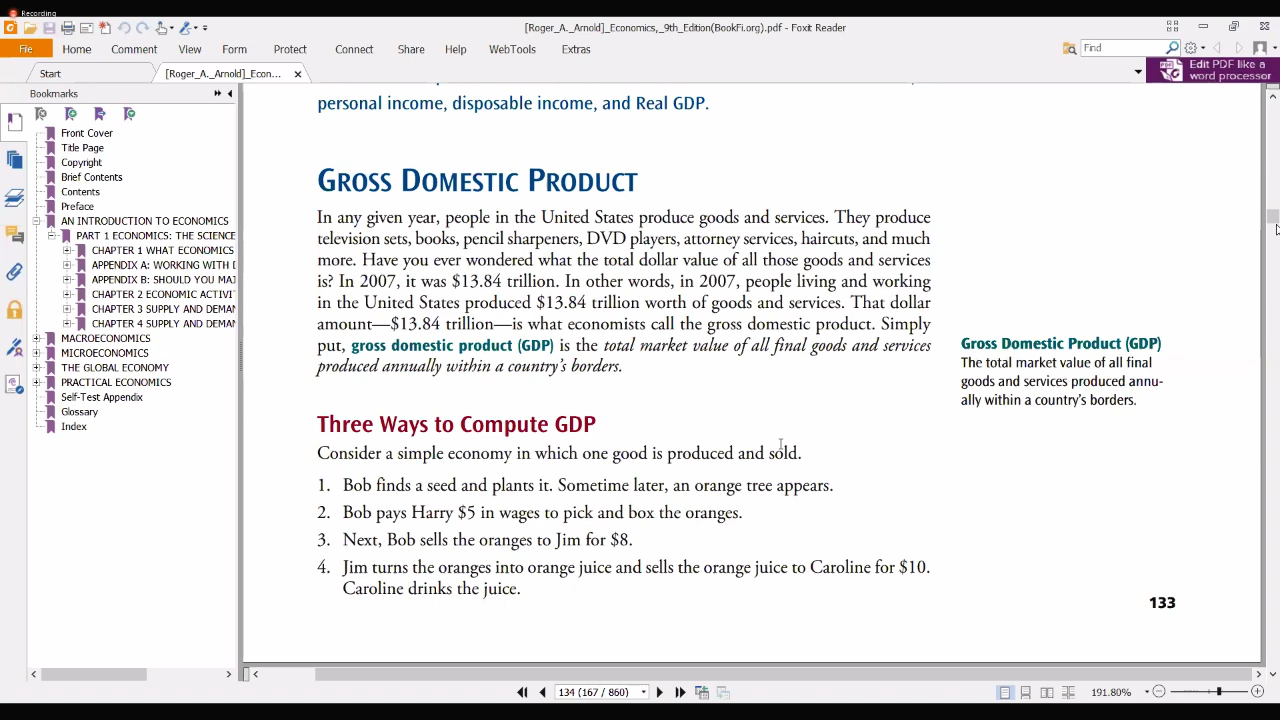 Recording
[Roger_A._Arnold]_Economics,_9th_Edition(BookFi.org).pdf - Foxit Reader
File Home Comment View Form Protect Connect Share Help WebTools Extras
Find
Start
[Roger_A._Arnold]_Econ...
Edit PDF like a
word processor
Bookmarks
Front Cover
Title Page
Copyright
Brief Contents
Contents
Preface
AN INTRODUCTION TO ECONOMICS
PART 1 ECONOMICS: THE SCIENCE
CHAPTER 1 WHAT ECONOMICS
APPENDIX A: WORKING WITH
APPENDIX B: SHOULD YOU MA
CHAPTER 2 ECONOMIC ACTIVI
CHAPTER 3 SUPPLY AND DEMAN
CHAPTER 4 SUPPLY AND DEMAN
MACROECONOMICS
MICROECONOMICS
THE GLOBAL ECONOMY
PRACTICAL ECONOMICS
Self-Test Appendix
Glossary
Index
personal income, disposable income, and Real GDP.
GROSS DOMESTIC PRODUCT
In any given year, people in the United States produce goods and services. They produce
television sets, books, pencil sharpeners, DVD players, attorney services, haircuts, and much
more. Have you ever wondered what the total dollar value of all those goods and services
is? In 2007, it was $13.84 trillion. In other words, in 2007, people living and working
in the United States produced $13.84 trillion worth of goods and services. That dollar
amount—$13.84 trillion—is what economists call the gross domestic product. Simply
put, gross domestic product (GDP) is the total market value of all final goods and services
produced annually within a country's borders.
Gross Domestic Product (GDP)
The total market value of all final
goods and services produced annu-
ally within a country's borders.
Three Ways to Compute GDP
Consider a simple economy in which one good is produced and sold.
1. Bob finds a seed and plants it. Sometime later, an orange tree appears.
2. Bob pays Harry $5 in wages to pick and box the oranges.
3. Next, Bob sells the oranges to Jim for $8.
4. Jim turns the oranges into orange juice and sells the orange juice to Caroline for $10.
Caroline drinks the juice.
133
134 (167 / 860)
191.80%